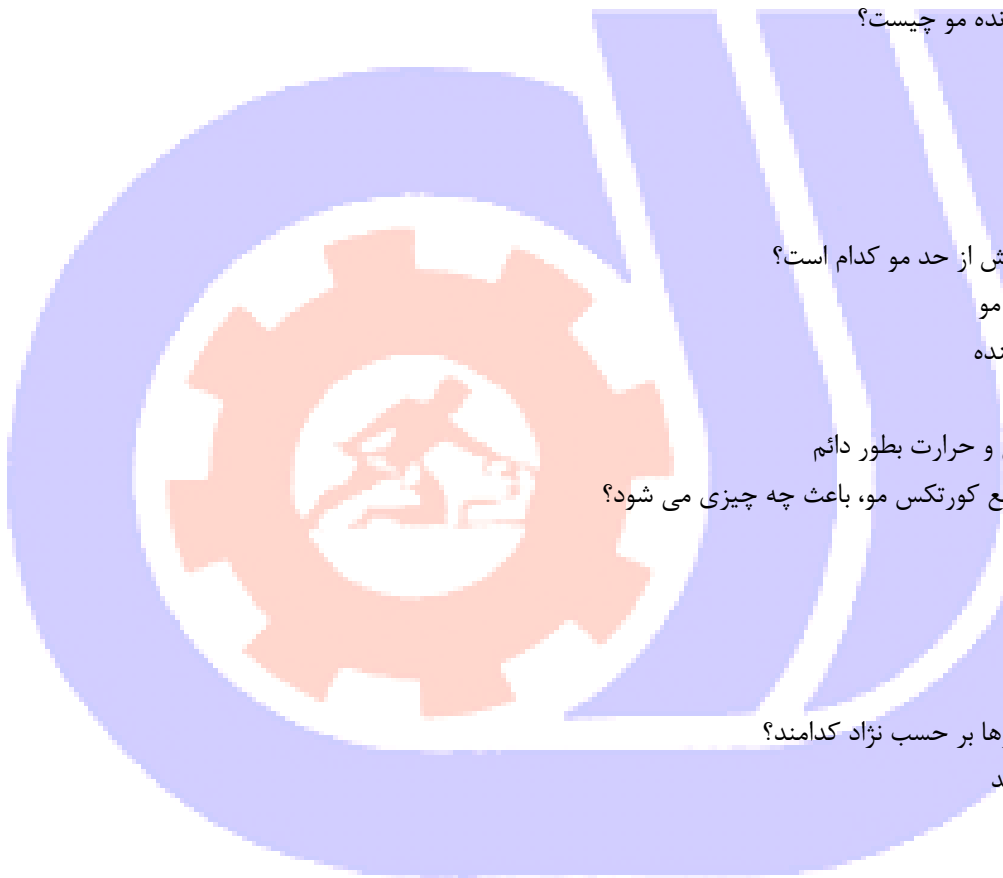 نده مو چیست؟
ش از حد مو کدام است؟
مو
نده
و حرارت بطور دائم
ع کورتکس مو، باعث چه چیزی می شود؟
ها بر حسب نژاد کدامند؟
د